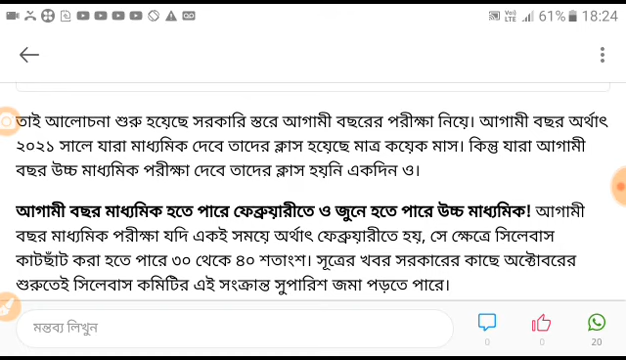 61% 18:24
তাই আলোচনা শুরু হয়েছে সরকারি স্তরে আগামী বছরের পরীক্ষা নিয়ে। আগামী বছর অর্থাৎ
২০২১ সালে যারা মাধ্যমিক দেবে তাদের ক্লাস হয়েছে মাত্র কয়েক মাস। কিন্তু যারা আগামী
বছর উচ্চ মাধ্যমিক পরীক্ষা দেবে তাদের ক্লাস হয়নি একদিন ও।
আগামী বছর মাধ্যমিক হতে পারে ফেব্রুয়ারীতে ও জুনে হতে পারে উচ্চ মাধ্যমিক! আগামী
বছর মাধ্যমিক পরীক্ষা যদি একই সময়ে অর্থাৎ ফেব্রুয়ারীতে হয়, সে ক্ষেত্রে সিলেবাস
কাটছাঁট করা হতে পারে ৩০ থেকে ৪০ শতাংশ। সূত্রের খবর সরকারের কাছে অক্টোবরের
শুরুতেই সিলেবাস কমিটির এই সংক্রান্ত সুপারিশ জমা পড়তে পারে।
মন্তব্য লিখুন
0 0 20